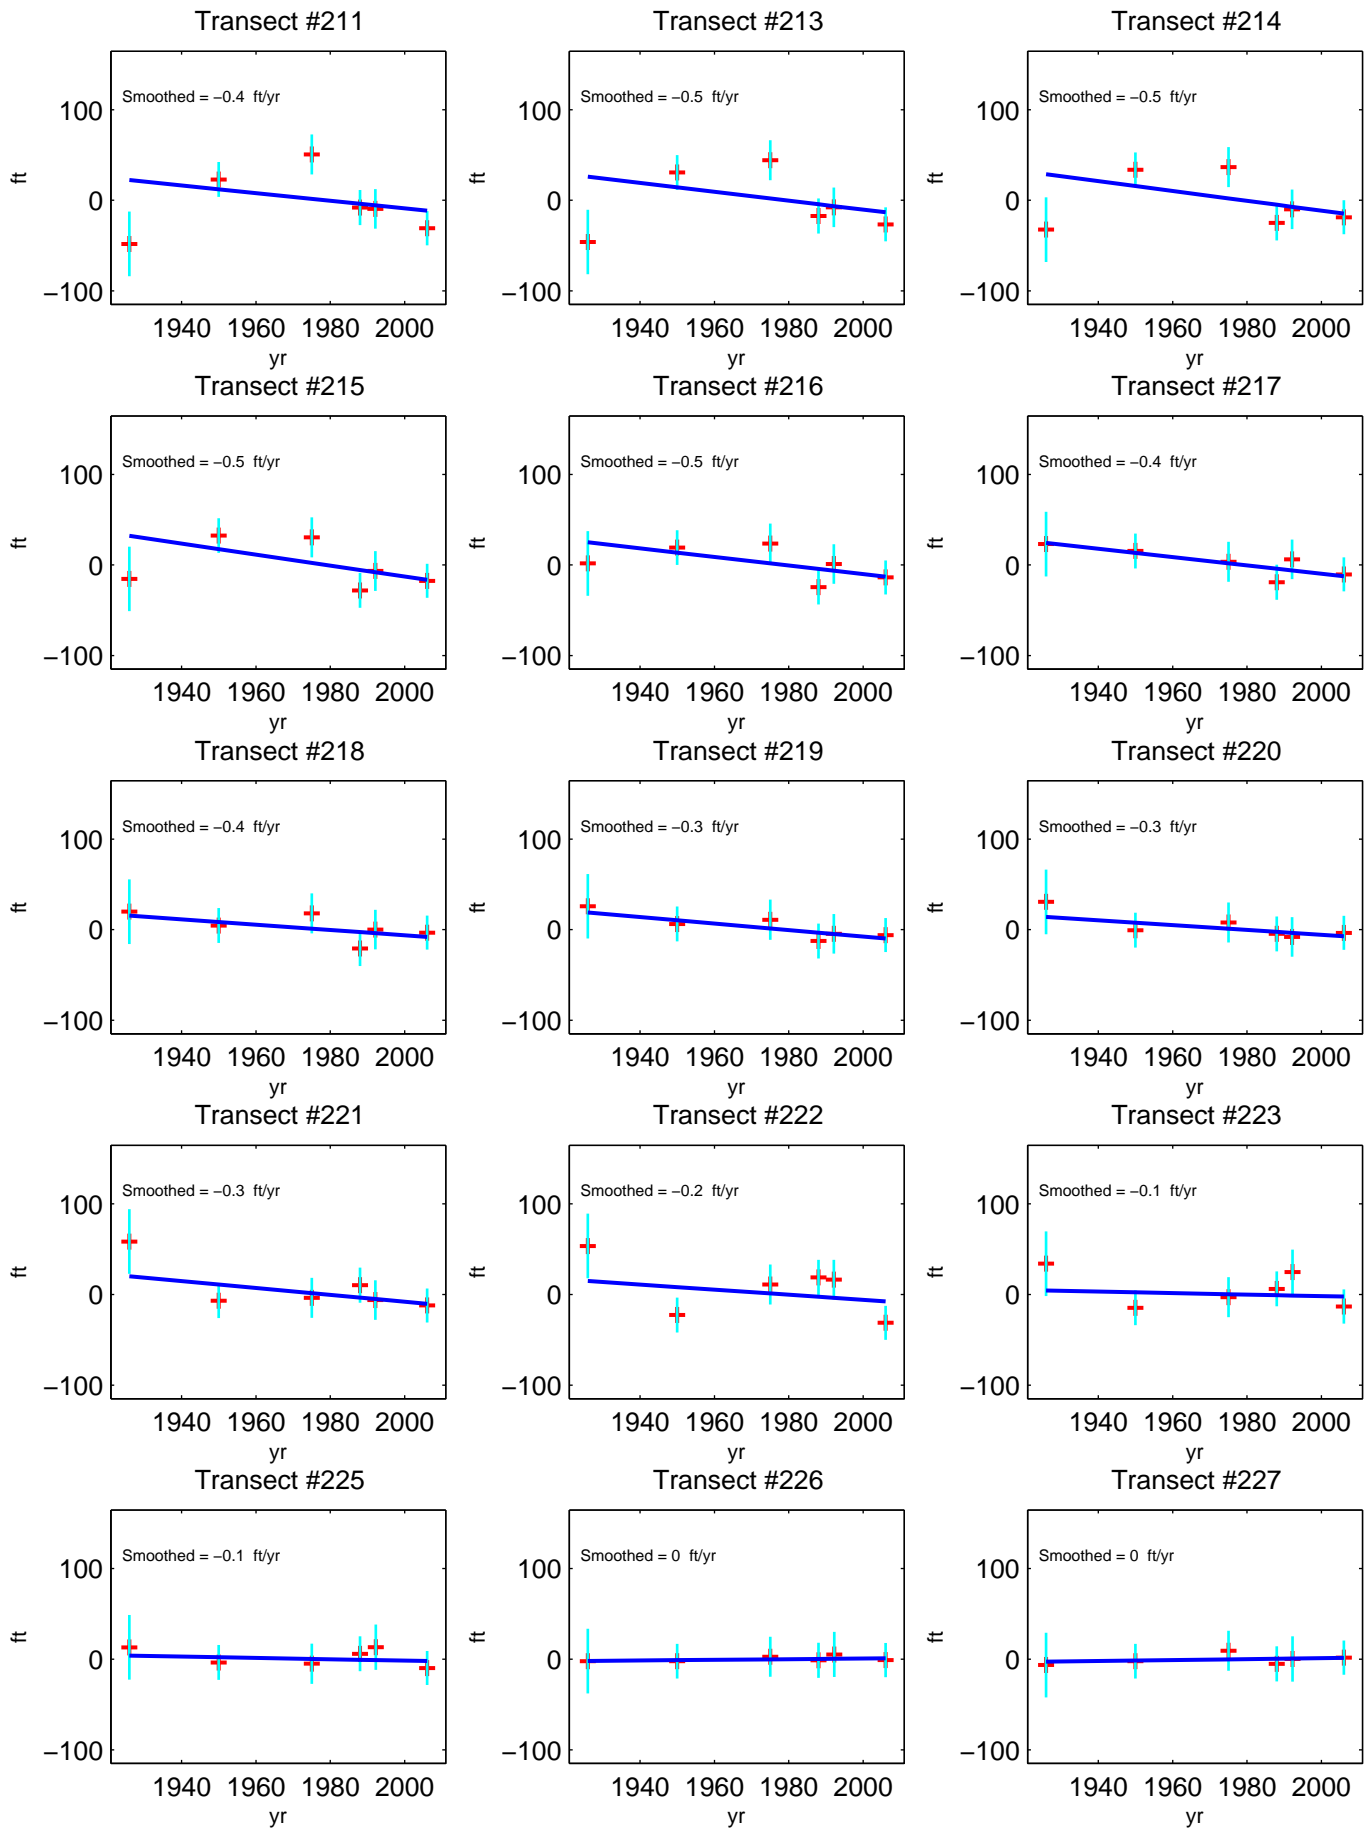 Transect #211 Transect #213 Transect #214
Smoothed = −0.4 ft/yr Smoothed = −0.5 ft/yr Smoothed = −0.5 ft/yr
100 100 100
ft ft ft
0 0 0
−100 −100 −100
1940 1960 1980 2000 1940 1960 1980 2000 1940 1960 1980 2000
yr yr yr
Transect #215 Transect #216 Transect #217
Smoothed = −0.5 ft/yr Smoothed = −0.5 ft/yr Smoothed = −0.4 ft/yr
100 100 100
ft ft ft
0 0 0
−100 −100 −100
1940 1960 1980 2000 1940 1960 1980 2000 1940 1960 1980 2000
yr yr yr
Transect #218 Transect #219 Transect #220
Smoothed = −0.4 ft/yr Smoothed = −0.3 ft/yr Smoothed = −0.3 ft/yr
100 100 100
ft ft ft
0 0 0
−100 −100 −100
1940 1960 1980 2000 1940 1960 1980 2000 1940 1960 1980 2000
yr yr yr
Transect #221 Transect #222 Transect #223
Smoothed = −0.3 ft/yr Smoothed = −0.2 ft/yr Smoothed = −0.1 ft/yr
100 100 100
ft ft ft
0 0 0
−100 −100 −100
1940 1960 1980 2000 1940 1960 1980 2000 1940 1960 1980 2000
yr yr yr
Transect #225 Transect #226 Transect #227
Smoothed = −0.1 ft/yr Smoothed = 0 ft/yr Smoothed = 0 ft/yr
100 100 100
ft ft ft
0 0 0
−100 −100 −100
1940 1960 1980 2000 1940 1960 1980 2000 1940 1960 1980 2000
yr yr yr